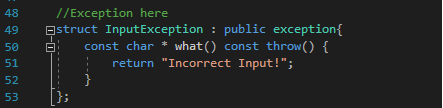 48 //Exception here
49 struct InputException : public exception{
50 const char * what() const throw() {
51 return "Incorrect Input!";
52 }
53 };